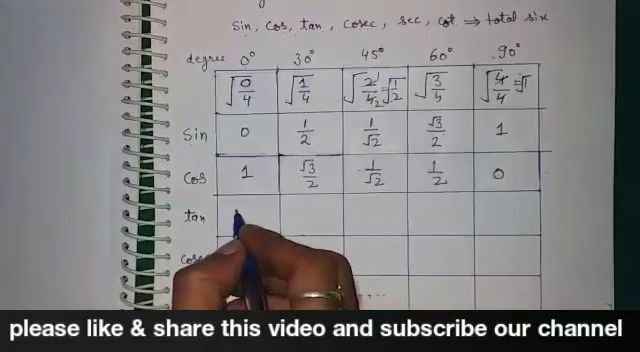 sin, cos, tan, cosec, sec, cot ⇒ total six
degree 0° 30° 45° 60° 90°
√0/4 √1/4 √2/4 = √1/2 √3/4 √4/4 = √1
sin 0 1/2 1/√2 √3/2 1
cos 1 √3/2 1/√2 1/2 0
tan
please like & share this video and subscribe our channel